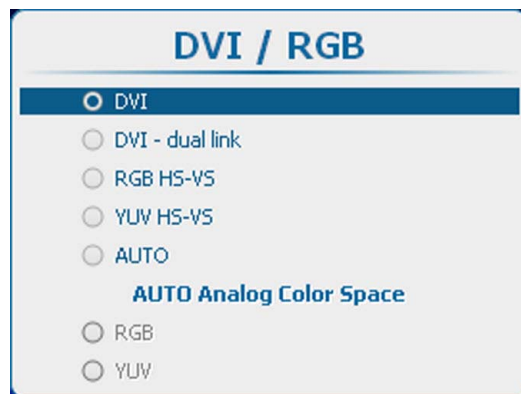 DVI / RGB
DVI
DVI - dual link
RGB HS-VS
YUV HS-VS
AUTO
AUTO Analog Color Space
RGB
YUV